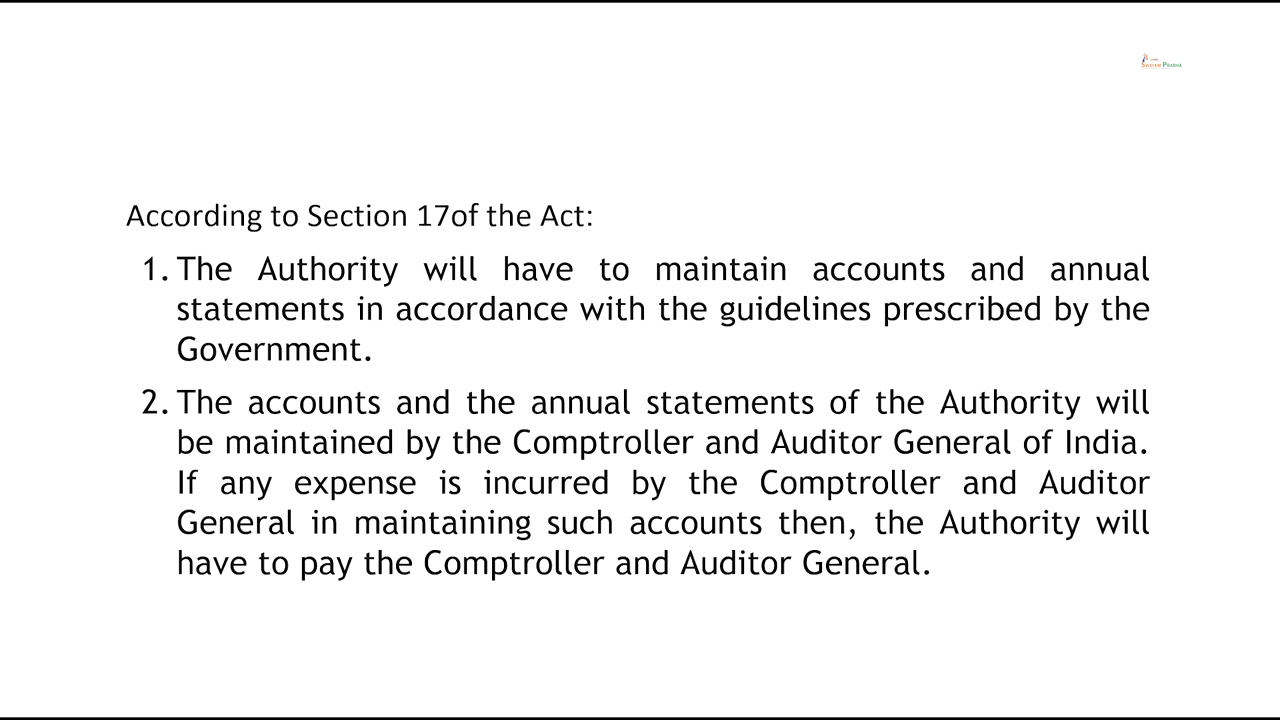 SWAYAM PRABHA
According to Section 17of the Act:
1. The Authority will have to maintain accounts and annual
statements in accordance with the guidelines prescribed by the
Government.
2. The accounts and the annual statements of the Authority will
be maintained by the Comptroller and Auditor General of India.
If any expense is incurred by the Comptroller and Auditor
General in maintaining such accounts then, the Authority will
have to pay the Comptroller and Auditor General.